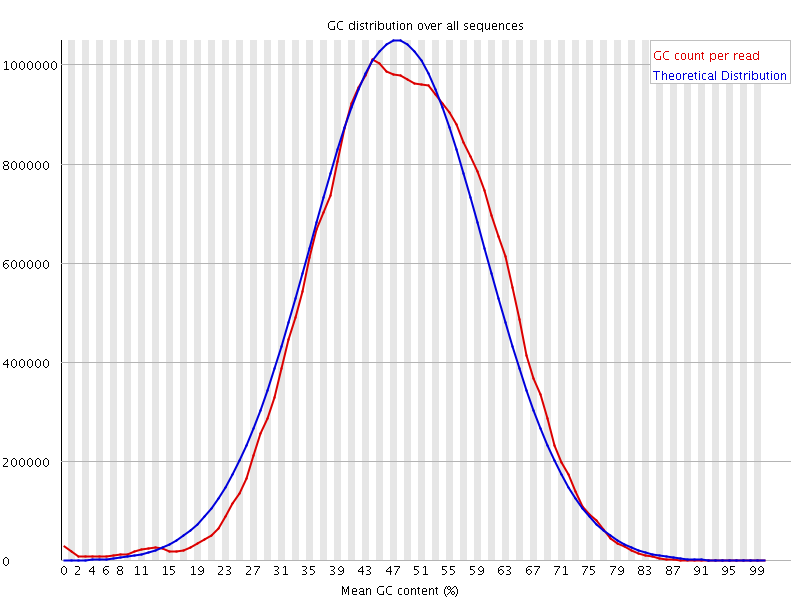 GC distribution over all sequences
GC count per read
Theoretical Distribution
1000000
800000
600000
400000
200000
0
0 2 4 6 8 11 15 19 23 27 31 35 39 43 47 51 55 59 63 67 71 75 79 83 87 91 95 99
Mean GC content (%)